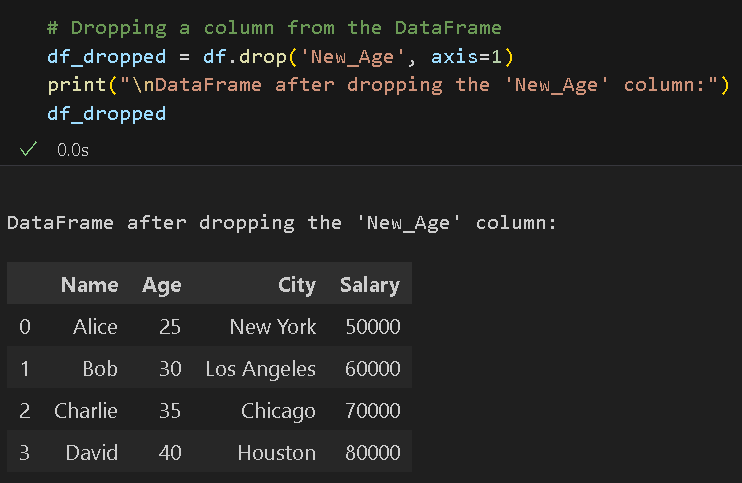 # Dropping a column from the DataFrame
df_dropped = df.drop('New_Age', axis=1)
print("\nDataFrame after dropping the 'New_Age' column:")
df_dropped
0.0s
DataFrame after dropping the 'New_Age' column:
Name Age City Salary
0 Alice 25 New York 50000
1 Bob 30 Los Angeles 60000
2 Charlie 35 Chicago 70000
3 David 40 Houston 80000